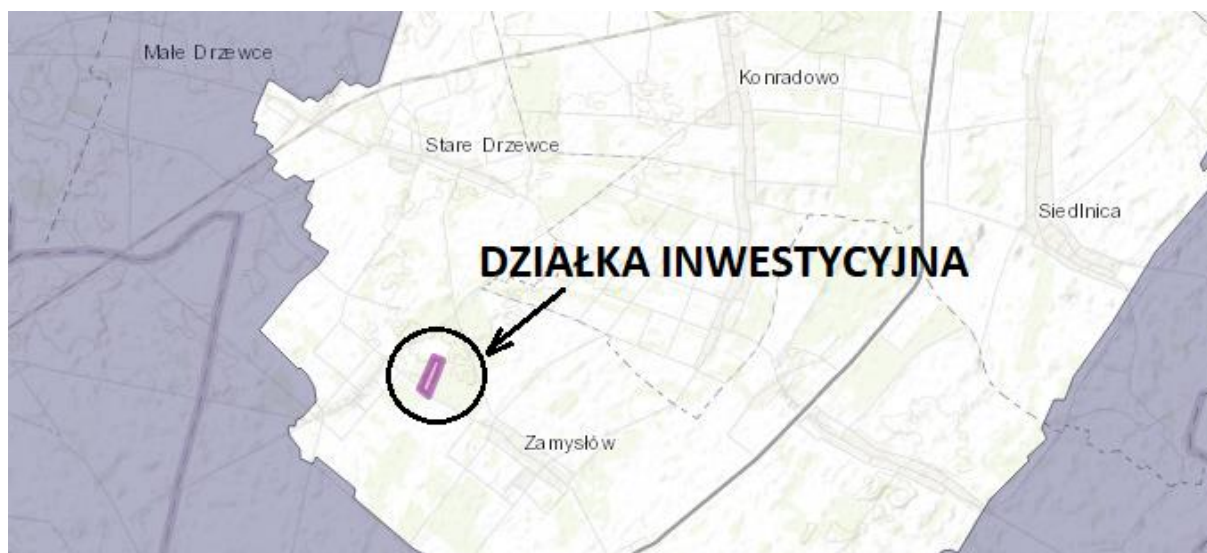 Małe Drzewce
Konradowo
Stare Drzewce
Siedlnica
DZIAŁKA INWESTYCYJNA
Zamysłów